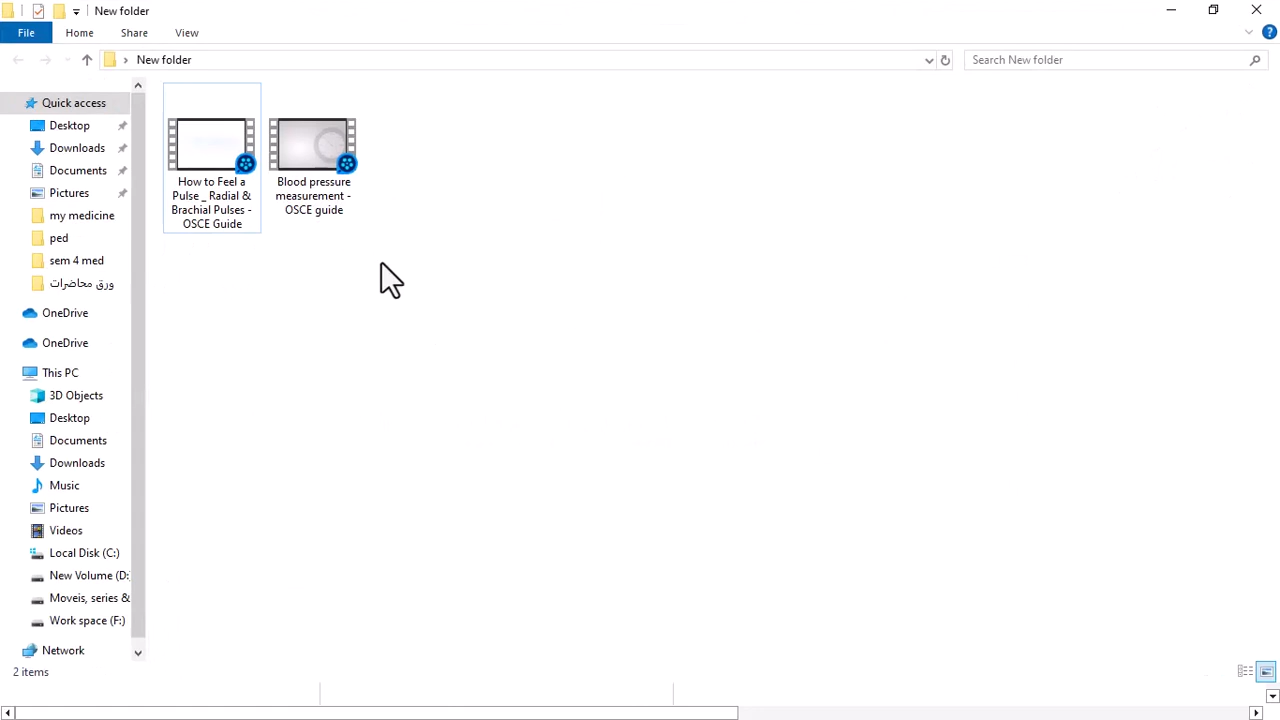 New folder
File
Home
Share
View
New folder
Search New folder
Quick access
Desktop
Downloads
Documents
Pictures
my medicine
ped
sem 4 med
ورق محاضرات
OneDrive
OneDrive
This PC
3D Objects
Desktop
Documents
Downloads
Music
Pictures
Videos
Local Disk (C:)
New Volume (D:
Moveis, series &
Work space (F:)
Network
How to Feel a
Pulse _ Radial &
Brachial Pulses -
OSCE Guide
Blood pressure
measurement -
OSCE guide
2 items